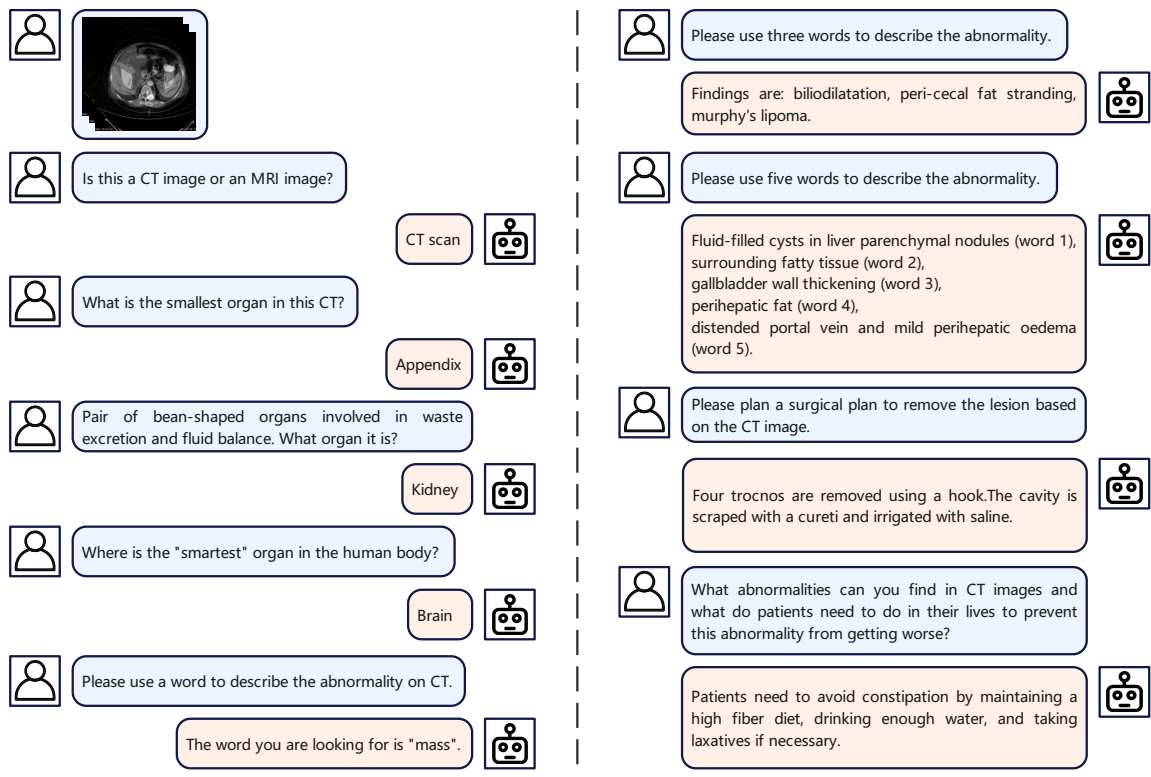 Is this a CT image or an MRI image?
CT scan
What is the smallest organ in this CT?
Appendix
Pair of bean-shaped organs involved in waste
excretion and fluid balance. What organ it is?
Kidney
Where is the "smartest" organ in the human body?
Brain
Please use a word to describe the abnormality on CT.
The word you are looking for is "mass".
Please use three words to describe the abnormality.
Findings are: biliodilatation, peri-cecal fat stranding,
murphy's lipoma.
Please use five words to describe the abnormality.
Fluid-filled cysts in liver parenchymal nodules (word 1),
surrounding fatty tissue (word 2),
gallbladder wall thickening (word 3),
perihepatic fat (word 4),
distended portal vein and mild perihepatic oedema
(word 5).
Please plan a surgical plan to remove the lesion based
on the CT image.
Four trocnos are removed using a hook.The cavity is
scraped with a cureti and irrigated with saline.
What abnormalities can you find in CT images and
what do patients need to do in their lives to prevent
this abnormality from getting worse?
Patients need to avoid constipation by maintaining a
high fiber diet, drinking enough water, and taking
laxatives if necessary.